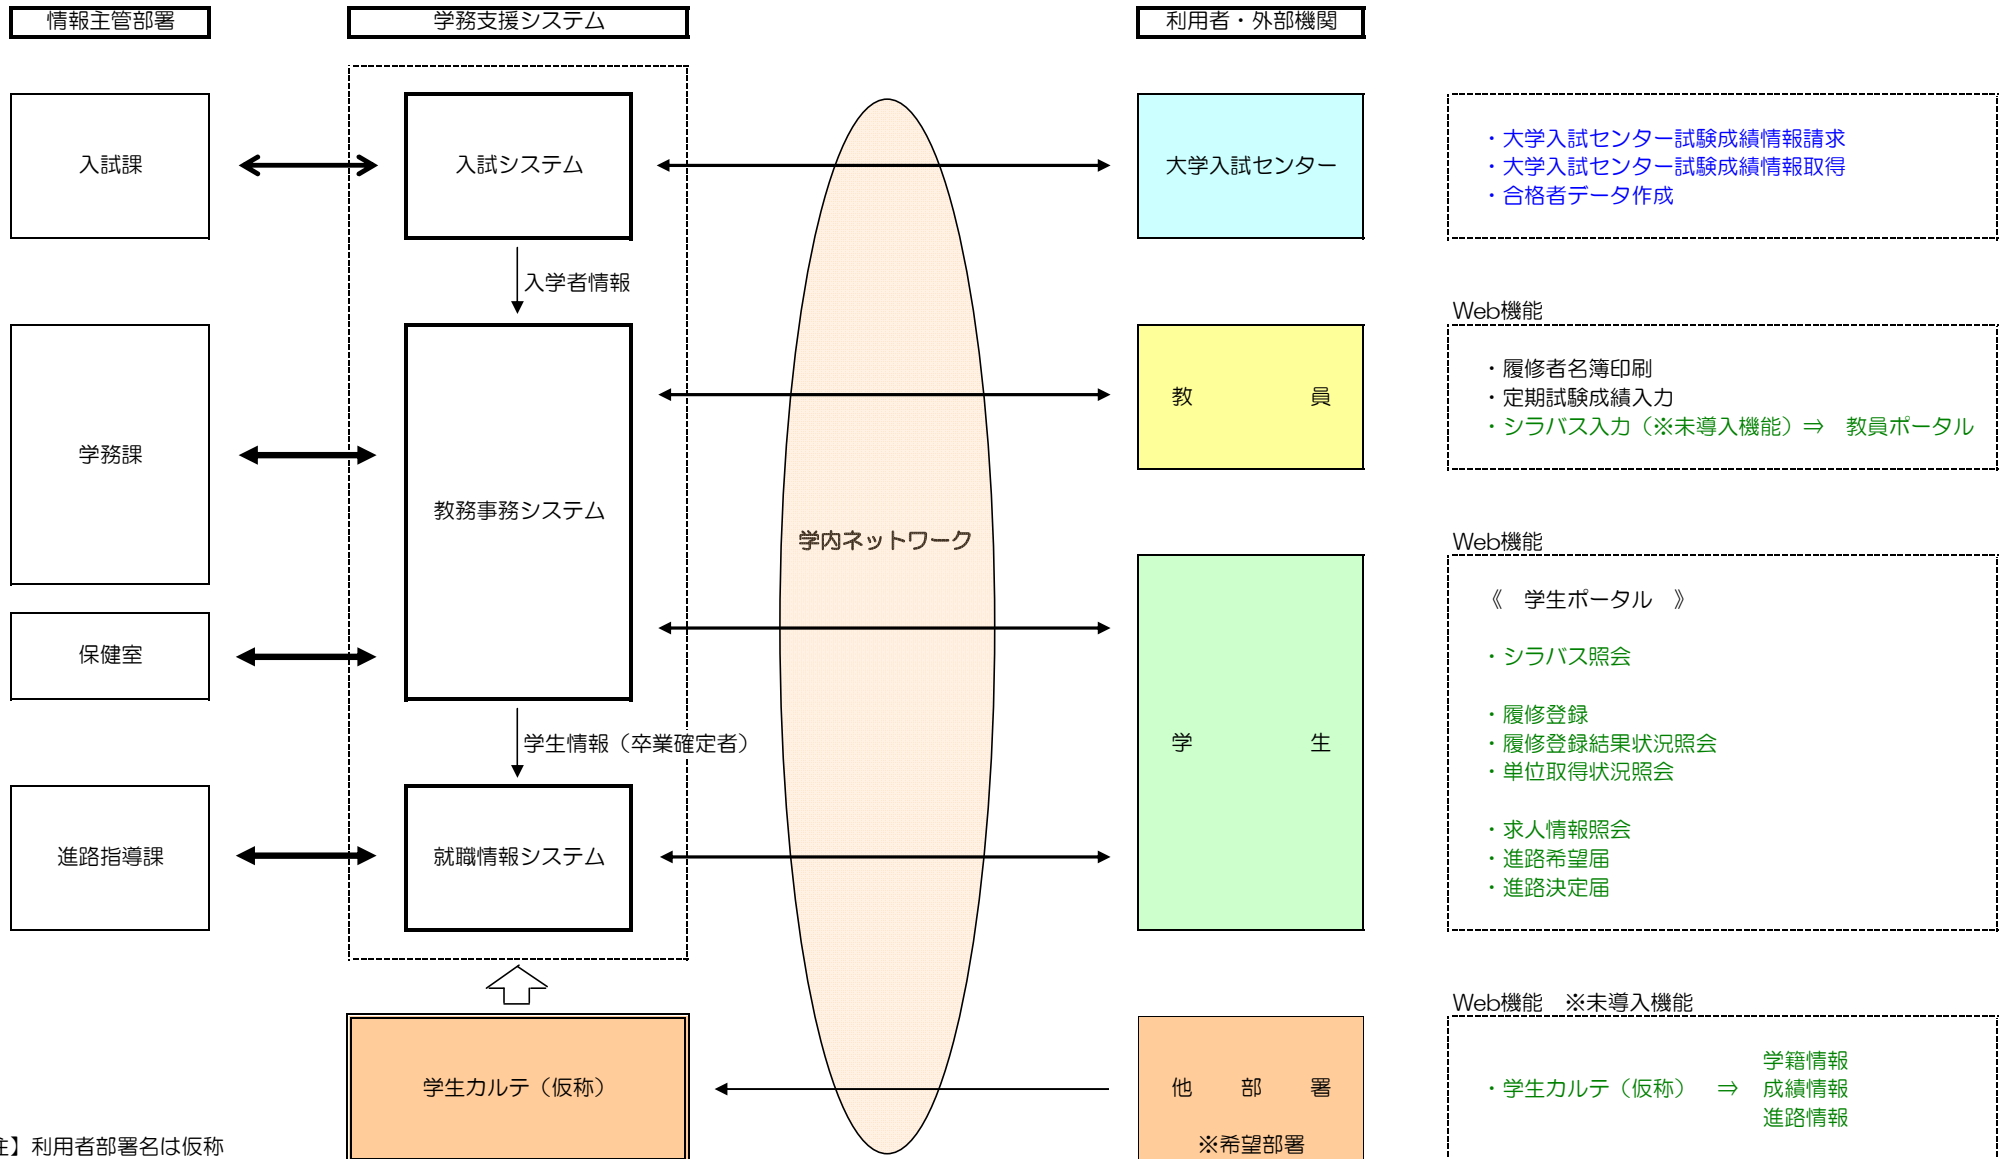 情報主管部署
学務支援システム
利用者・外部機関
入試課
入試システム
大学入試センター
・大学入試センター試験成績情報請求
・大学入試センター試験成績情報取得
・合格者データ作成
入学者情報
Web機能
学務課
教務事務システム
教　　　員
・履修者名簿印刷
・定期試験成績入力
・シラバス入力（※未導入機能）⇒　教員ポータル
学内ネットワーク
Web機能
保健室
学　　　生
《　学生ポータル　》
・シラバス照会
・履修登録
・履修登録結果状況照会
・単位取得状況照会
・求人情報照会
・進路希望届
・進路決定届
学生情報（卒業確定者）
進路指導課
就職情報システム
Web機能　※未導入機能
学生カルテ（仮称）
他　部　署
※希望部署
・学生カルテ（仮称）　⇒
学籍情報
成績情報
進路情報
注】利用者部署名は仮称